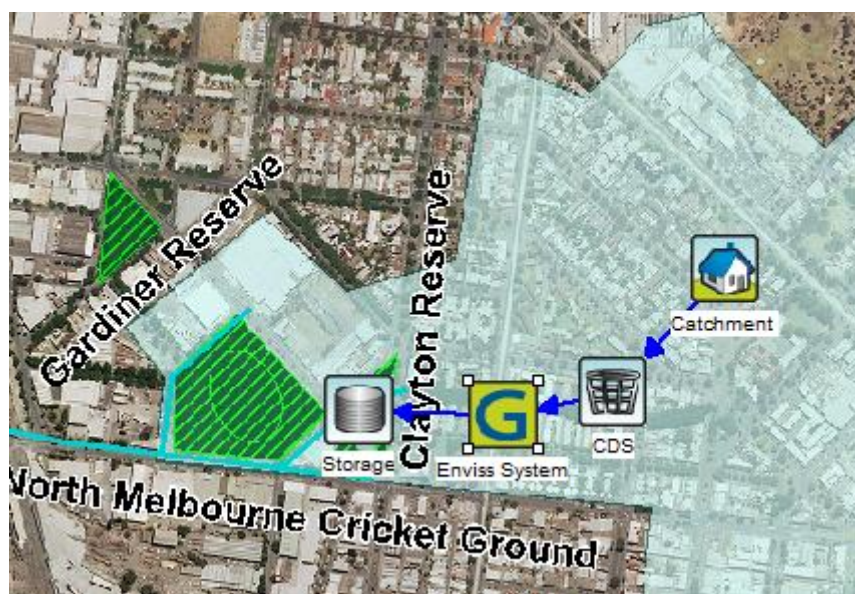 Gardiner Reserve
Clayton Reserve
Catchment
CDS
G
Enviss System
Storage
North Melbourne Cricket Ground